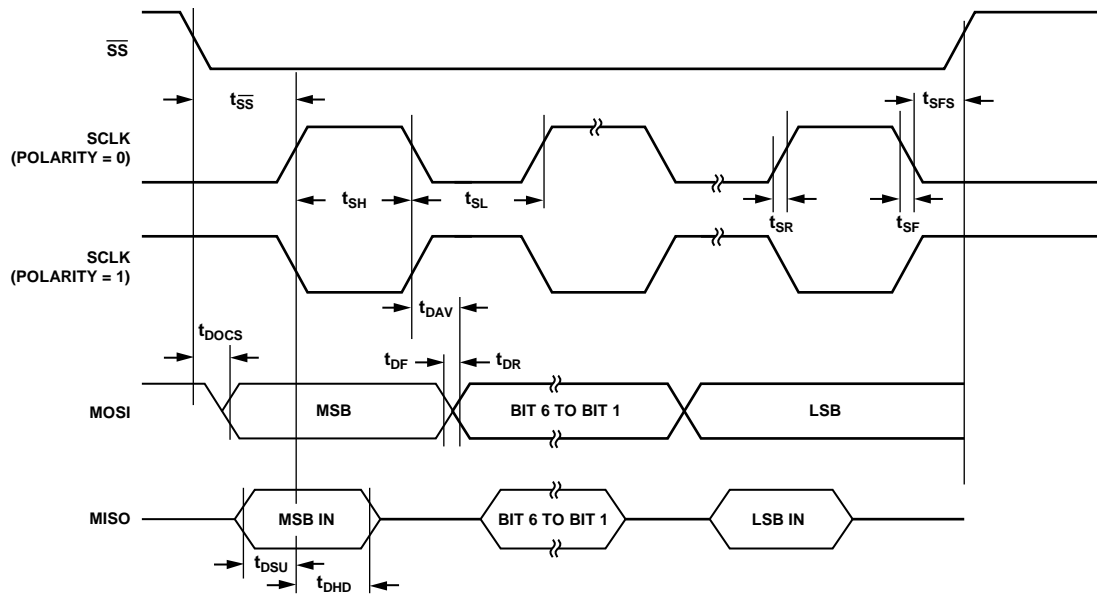 SS
tSS
tSFS
SCLK
(POLARITY = 0)
tSH
tSL
tSR
tSF
SCLK
(POLARITY = 1)
tDAV
tDOCS
tDF
tDR
MOSI
MSB
BIT 6 TO BIT 1
LSB
MISO
MSB IN
BIT 6 TO BIT 1
LSB IN
tDSU
tDHD